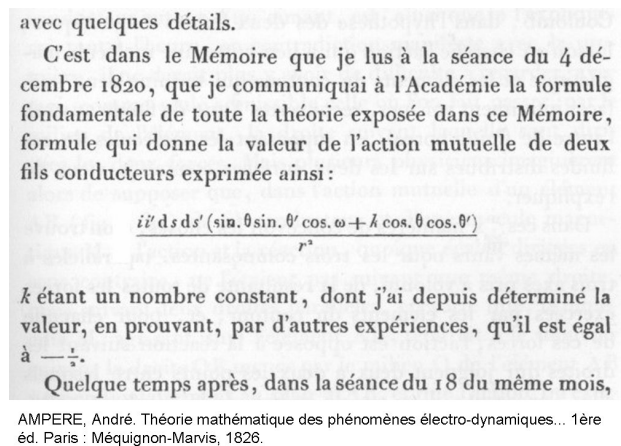 avec quelques détails.
C'est dans le Mémoire que je lus à la séance du 4 dé-
cembre 1820, que je communiquai à l'Académie la formule
fondamentale de toute la théorie exposée dans ce Mémoire,
formule qui donne la valeur de l'action mutuelle de deux
fils conducteurs exprimée ainsi :
ii' ds ds' (sin. θ sin. θ' cos. ω + k cos. θ cos. θ')
r²
k étant un nombre constant, dont j'ai depuis déterminé la
valeur, en prouvant, par d'autres expériences, qu'il est égal
à
Quelque temps après, dans la séance du 18 du même mois,
AMPERE, André. Théorie mathématique des phénomènes électro-dynamiques... 1ère
éd. Paris : Méquignon-Marvis, 1826.